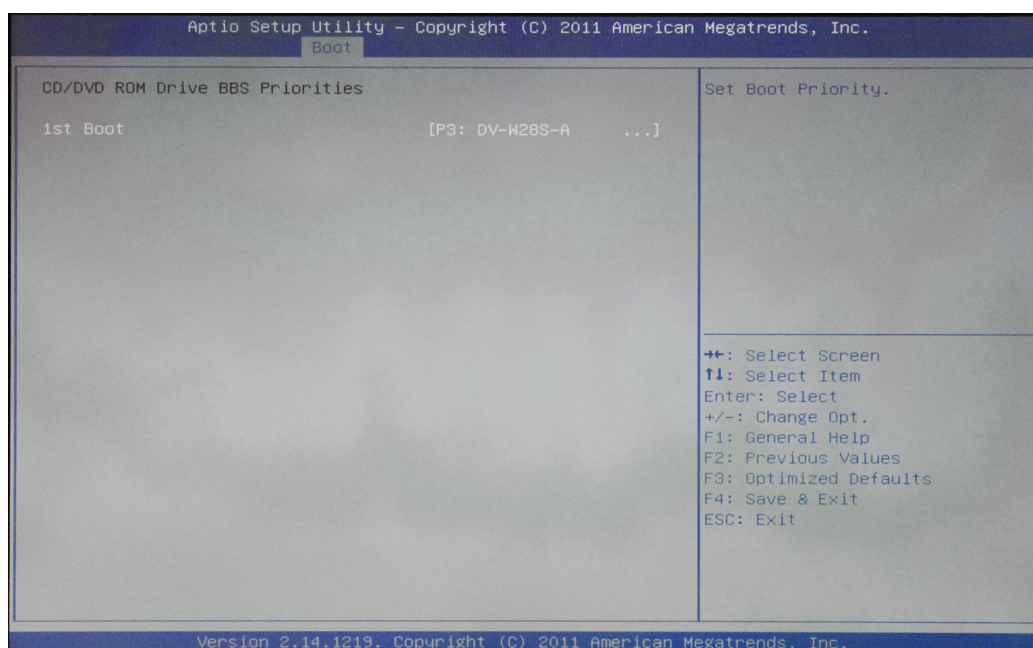 Aptio Setup Utility – Copyright (C) 2011 American Megatrends, Inc.
Boot
CD/DVD ROM Drive BBS Priorities
1st Boot [P3: DV-W28S-A ...]
Set Boot Priority.
→←: Select Screen
↑↓: Select Item
Enter: Select
+/-: Change Opt.
F1: General Help
F2: Previous Values
F3: Optimized Defaults
F4: Save & Exit
ESC: Exit
Version 2.14.1219. Copyright (C) 2011 American Megatrends, Inc.